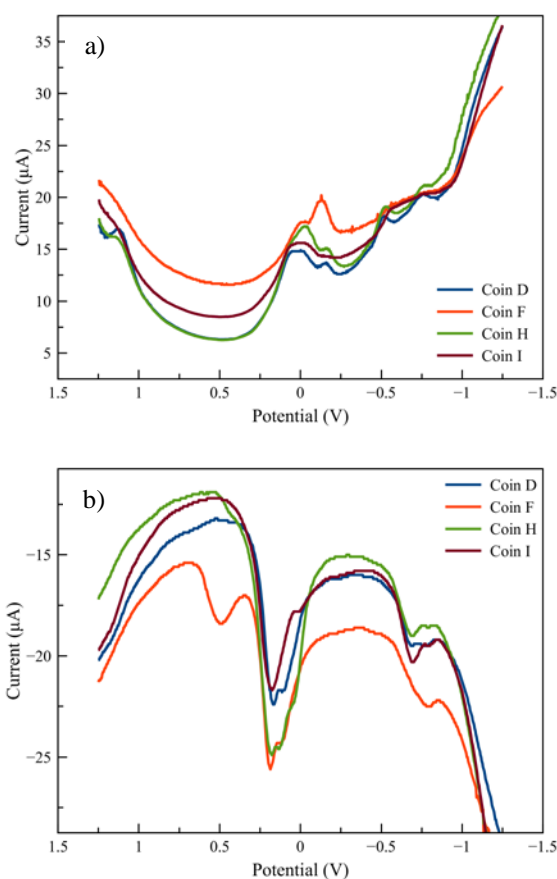 a)
35
30
25
20
15
10
5
Current (μA)
Coin D
Coin F
Coin H
Coin I
1.5 1 0.5 0 −0.5 −1 −1.5
Potential (V)
b)
−15
−20
−25
Current (μA)
Coin D
Coin F
Coin H
Coin I
1.5 1 0.5 0 −0.5 −1 −1.5
Potential (V)